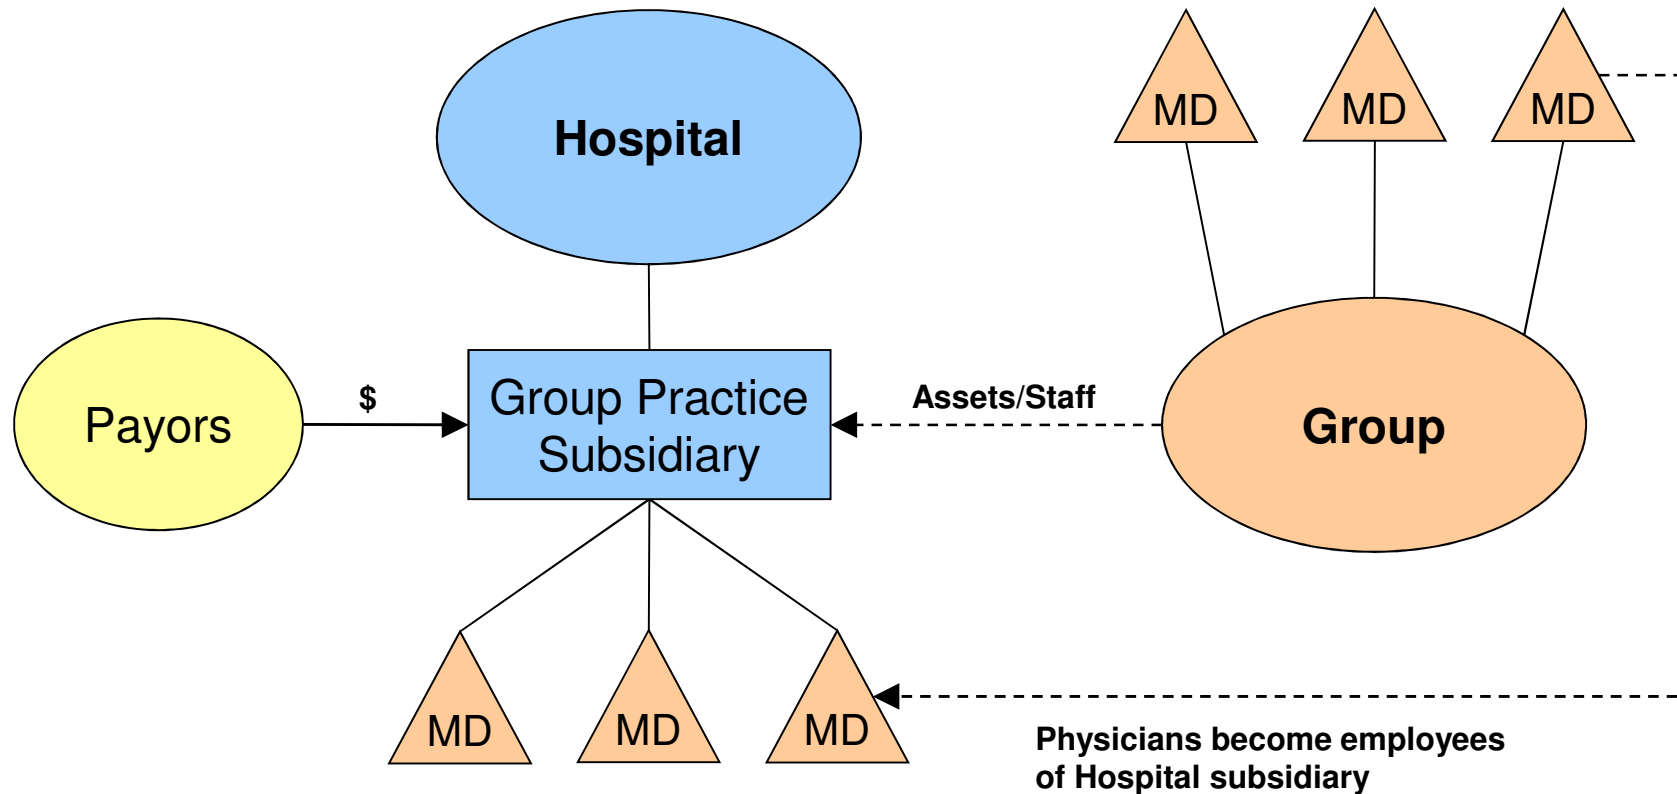 MD
MD
MD
Hospital
Payors
$
Group Practice
Subsidiary
Assets/Staff
Group
MD
MD
MD
Physicians become employees
of Hospital subsidiary